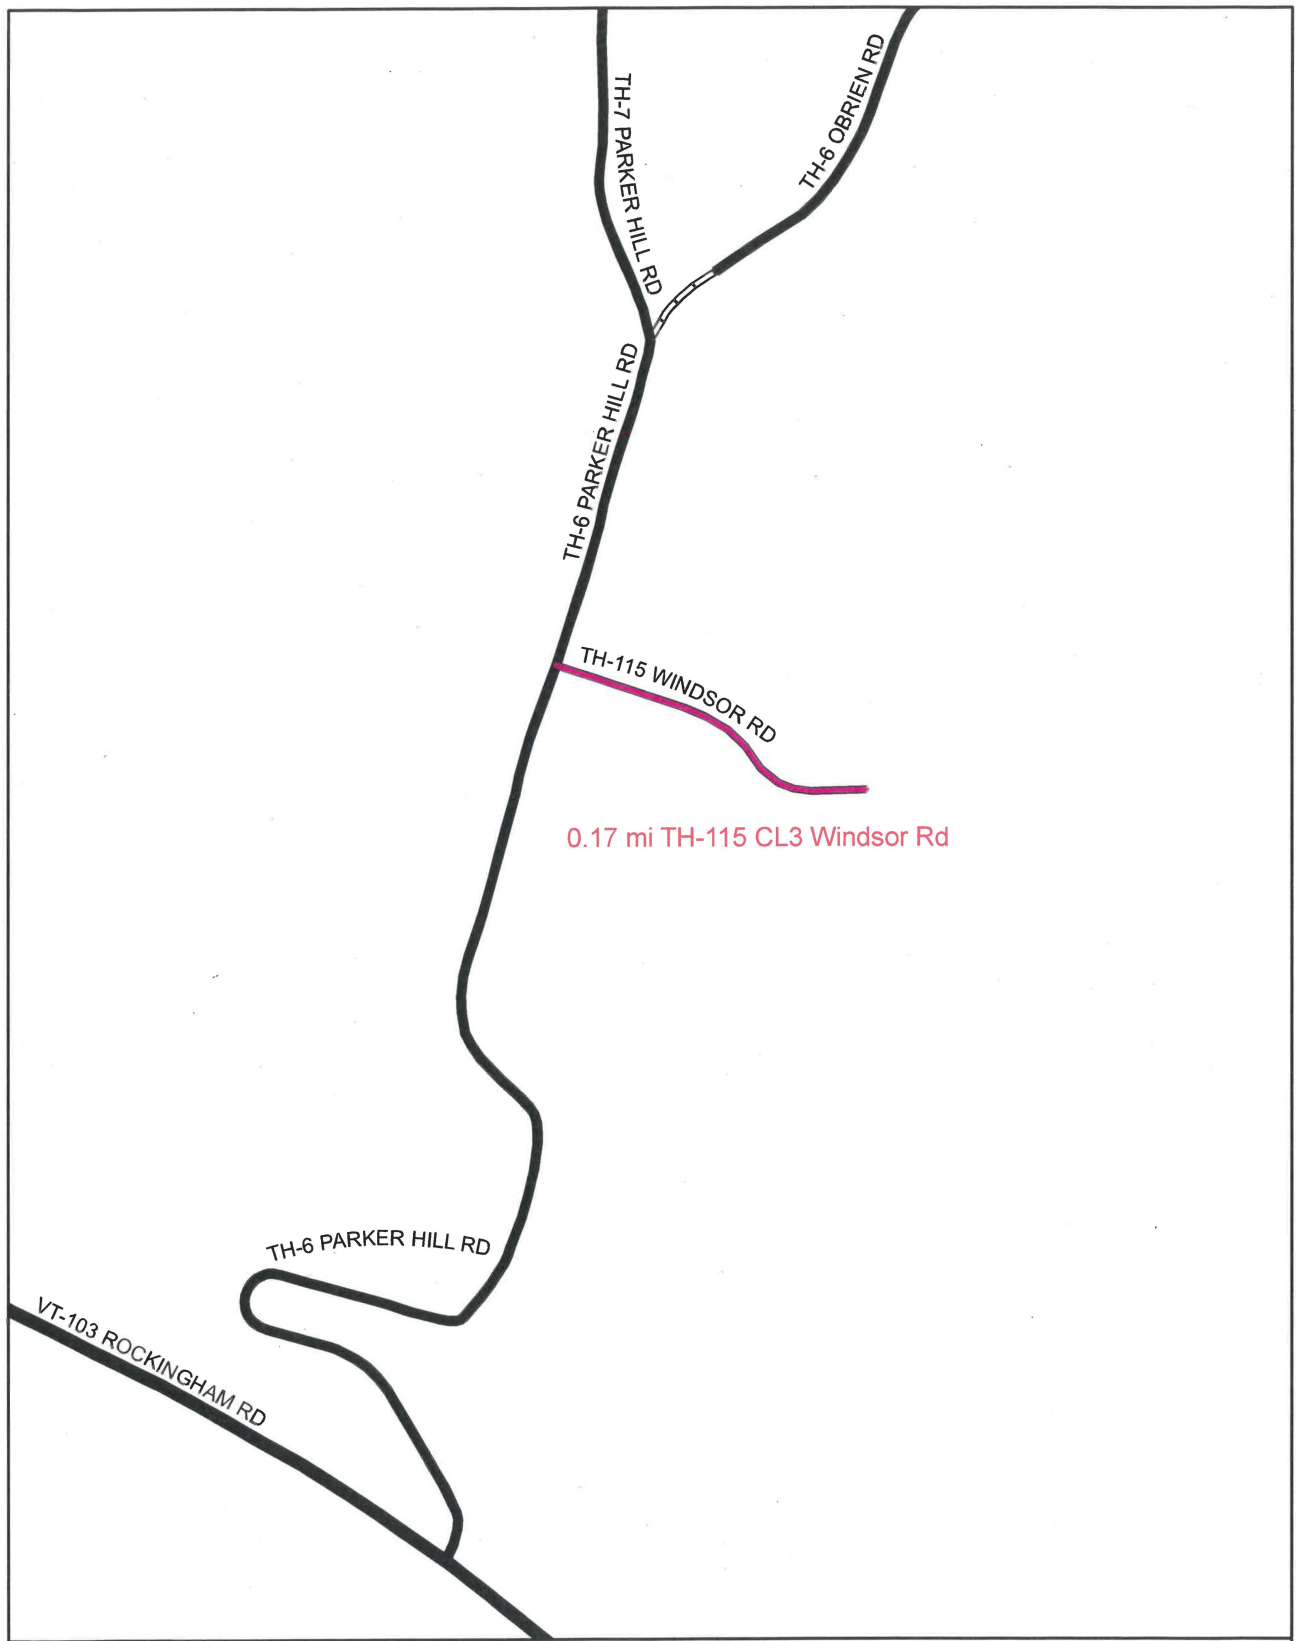 TH-7 PARKER HILL RD
TH-6 OBRIEN RD
TH-6 PARKER HILL RD
TH-115 WINDSOR RD
0.17 mi TH-115 CL3 Windsor Rd
TH-6 PARKER HILL RD
VT-103 ROCKINGHAM RD